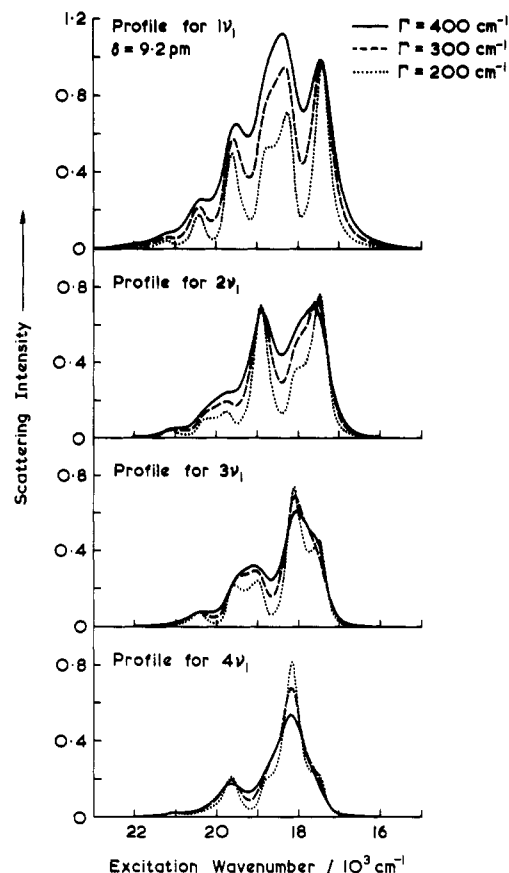 Profile for 1ν₁
δ = 9·2 pm
Γ = 400 cm⁻¹
Γ = 300 cm⁻¹
Γ = 200 cm⁻¹
1·2
0·8
0·4
0
Profile for 2ν₁
0·8
0·4
0
Profile for 3ν₁
0·8
0·4
0
Profile for 4ν₁
0·8
0·4
0
22 20 18 16
Scattering Intensity
Excitation Wavenumber / 10³ cm⁻¹